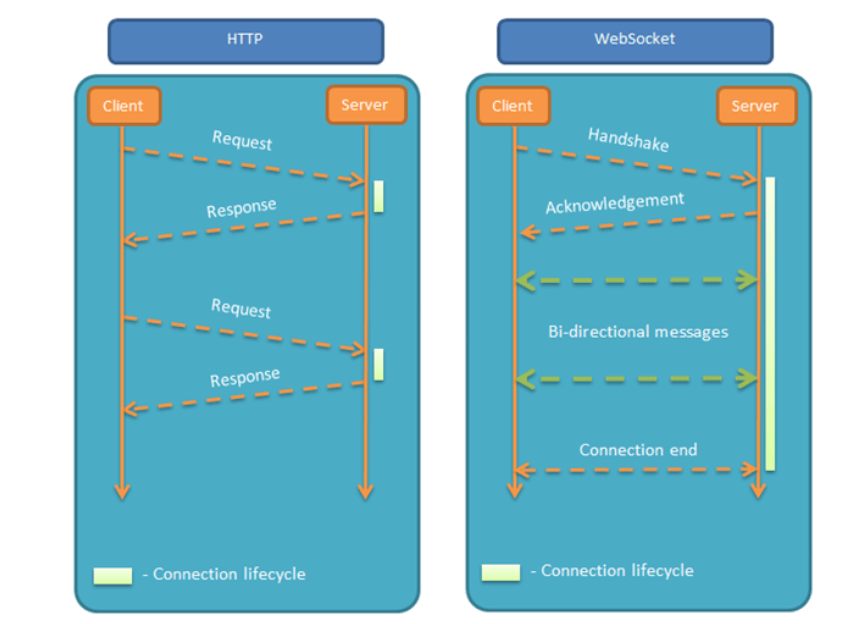 HTTP
Client
Server
Request
Response
Request
Response
- Connection lifecycle
WebSocket
Client
Server
Handshake
Acknowledgement
Bi-directional messages
Connection end
- Connection lifecycle